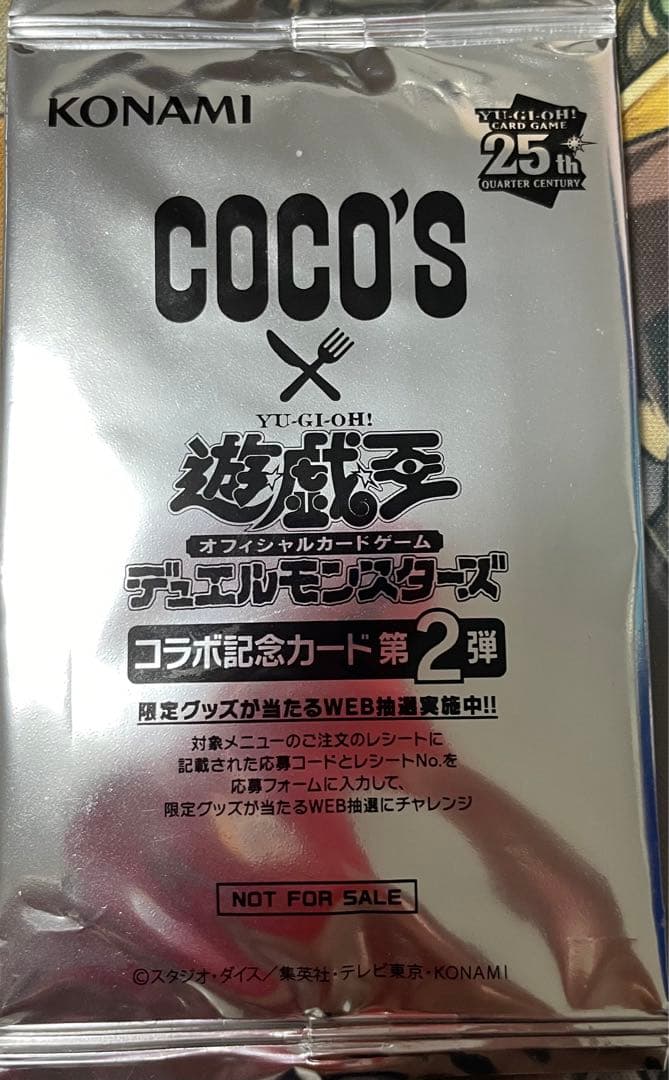 KONAMI
YU-GI-OH!
CARD GAME
25th
QUARTER CENTURY
COCO'S
YU-GI-OH!
遊戯王
オフィシャルカードゲーム
デュエルモンスターズ
コラボ記念カード 第2弾
限定グッズが当たるWEB抽選実施中!!
対象メニューのご注文のレシートに
記載された応募コードとレシートNo.を
応募フォームに入力して、
限定グッズが当たるWEB抽選にチャレンジ
NOT FOR SALE
©スタジオ・ダイス/集英社・テレビ東京・KONAMI